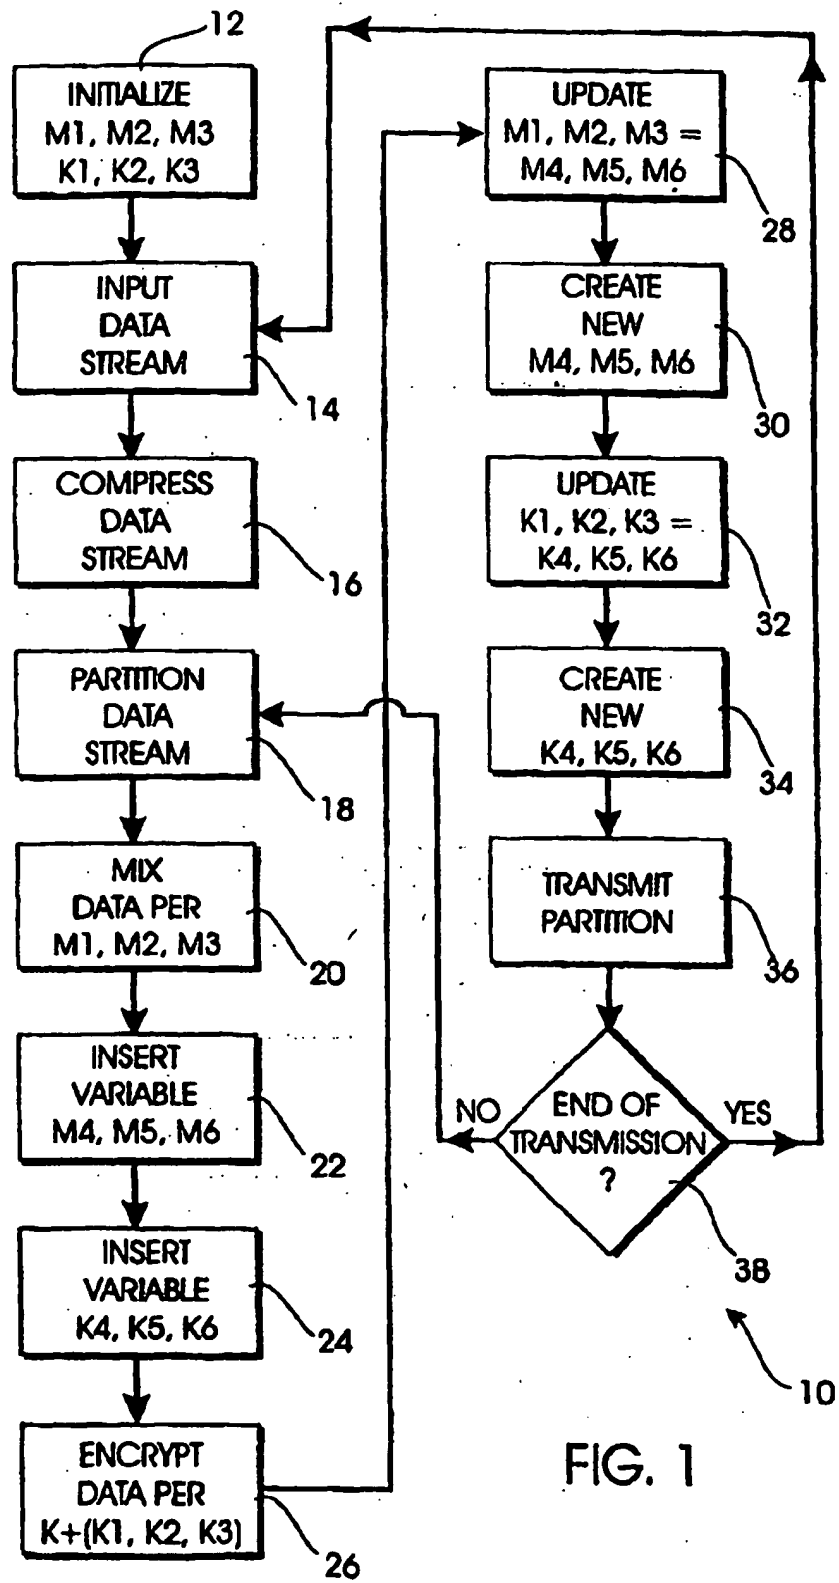 12
INITIALIZE
M1, M2, M3
K1, K2, K3
INPUT
DATA
STREAM
14
COMPRESS
DATA
STREAM
16
PARTITION
DATA
STREAM
18
MIX
DATA PER
M1, M2, M3
20
INSERT
VARIABLE
M4, M5, M6
22
INSERT
VARIABLE
K4, K5, K6
24
ENCRYPT
DATA PER
K+(K1, K2, K3)
26
UPDATE
M1, M2, M3 =
M4, M5, M6
28
CREATE
NEW
M4, M5, M6
30
UPDATE
K1, K2, K3 =
K4, K5, K6
32
CREATE
NEW
K4, K5, K6
34
TRANSMIT
PARTITION
36
NO
END OF
TRANSMISSION
?
YES
38
10
FIG. 1